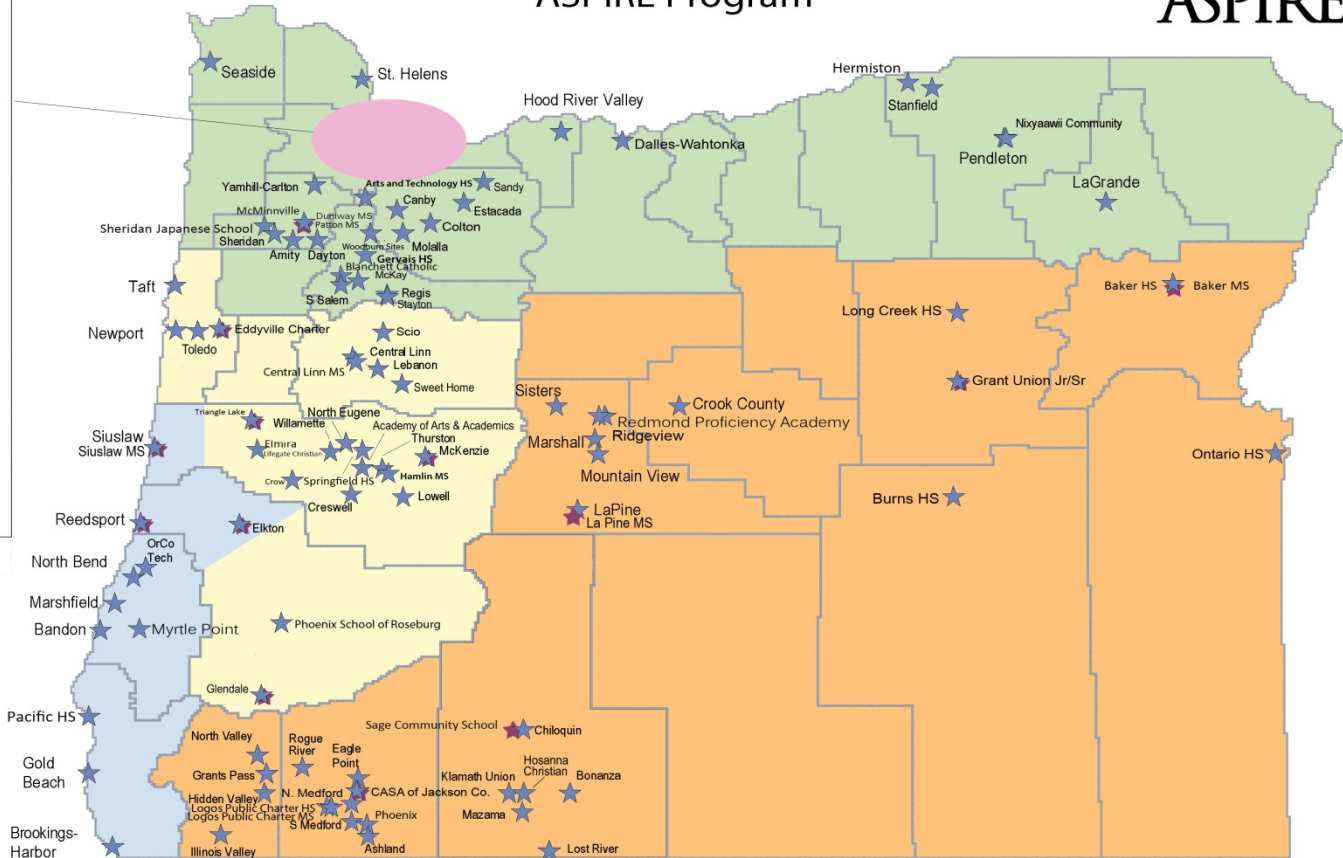 ASPIRE Program
ASPIRE
Seaside
St. Helens
Hood River Valley
Dalles-Wahtonka
Hermiston
Stanfield
Nixyaawii Community
Pendleton
LaGrande
Yamhill-Carlton
Arts and Technology HS
Sandy
Canby
Estacada
McMinnville
Duniway MS
Patton MS
Colton
Sheridan Japanese School
Sheridan
Amity
Dayton
Woodburn Sites
Molalla
Gervais HS
Blanchett Catholic
McKay
S Salem
Regis
Stayton
Taft
Newport
Toledo
Eddyville Charter
Scio
Central Linn
Central Linn MS
Lebanon
Sweet Home
Long Creek HS
Baker HS
Baker MS
Grant Union Jr/Sr
Sisters
Crook County
Redmond Proficiency Academy
Marshall
Ridgeview
Mountain View
LaPine
La Pine MS
Ontario HS
Burns HS
Triangle Lake
Willamette
North Eugene
Academy of Arts & Academics
Thurston
McKenzie
Siuslaw
Siuslaw MS
Elmira
Lifegate Christian
Crow
Springfield HS
Hamlin MS
Creswell
Lowell
Reedsport
Elkton
OrCo
Tech
North Bend
Marshfield
Bandon
Myrtle Point
Phoenix School of Roseburg
Glendale
Pacific HS
Gold
Beach
Brookings-
Harbor
North Valley
Grants Pass
Hidden Valley
Logos Public Charter HS
Logos Public Charter MS
Illinois Valley
Rogue
River
Eagle
Point
N. Medford
CASA of Jackson Co.
S Medford
Phoenix
Ashland
Sage Community School
Chiloquin
Klamath Union
Hosanna
Christian
Bonanza
Mazama
Lost River